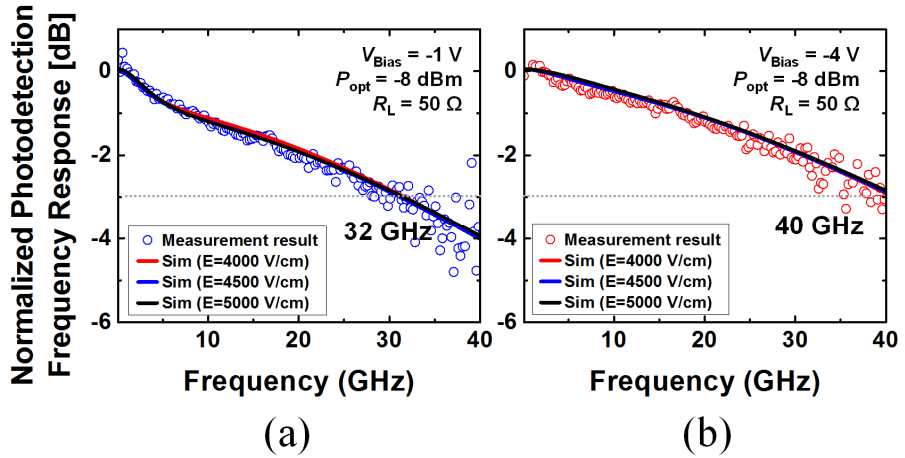 Normalized Photodetection
Frequency Response [dB]
0
-2
-4
-6
0
10
20
30
40
V_Bias = -1 V
P_opt = -8 dBm
R_L = 50 Ω
32 GHz
Measurement result
Sim (E=4000 V/cm)
Sim (E=4500 V/cm)
Sim (E=5000 V/cm)
Frequency (GHz)
(a)
0
-2
-4
-6
0
10
20
30
40
V_Bias = -4 V
P_opt = -8 dBm
R_L = 50 Ω
40 GHz
Measurement result
Sim (E=4000 V/cm)
Sim (E=4500 V/cm)
Sim (E=5000 V/cm)
Frequency (GHz)
(b)